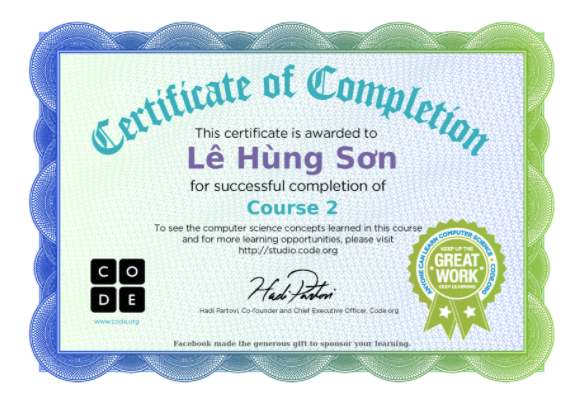 Certificate of Completion
This certificate is awarded to
Lê Hùng Sơn
for successful completion of
Course 2
To see the computer science concepts learned in this course
and for more learning opportunities, please visit
http://studio.code.org
C O
D E
www.code.org
Hadi Partovi
Hadi Partovi, Co-founder and Chief Executive Officer, Code.org
ANYONE CAN LEARN COMPUTER SCIENCE • CODE.ORG
KEEP UP THE
GREAT
WORK
KEEP LEARNING
Facebook made the generous gift to sponsor your learning.